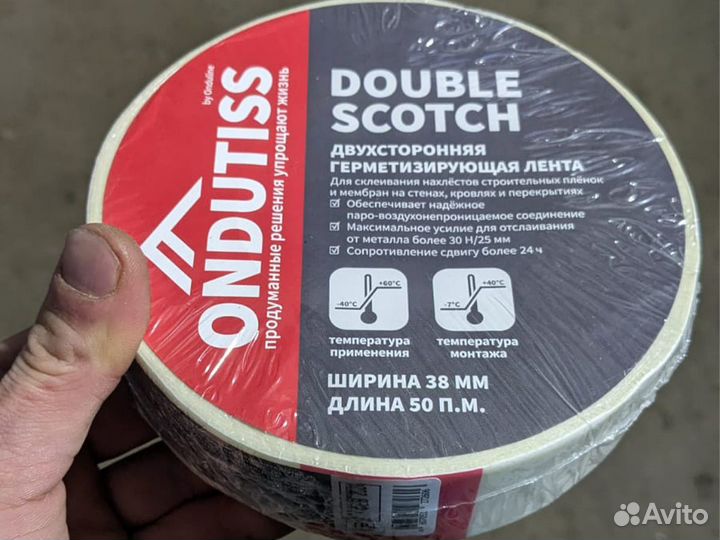 ONDUTISS
by Onduline
продуманные решения упрощают жизнь
DOUBLE
SCOTCH
ДВУХСТОРОННЯЯ
ГЕРМЕТИЗИРУЮЩАЯ ЛЕНТА
Для склеивания нахлёстов строительных плёнок
и мембран на стенах, кровлях и перекрытиях
Обеспечивает надёжное
паро-воздухонепроницаемое соединение
Максимальное усилие для отслаивания
от металла более 30 Н/25 мм
Сопротивление сдвигу более 24 ч
-40°C
+60°C
температура
применения
-7°C
+40°C
температура
монтажа
ШИРИНА 38 ММ
ДЛИНА 50 П.М.
Avito